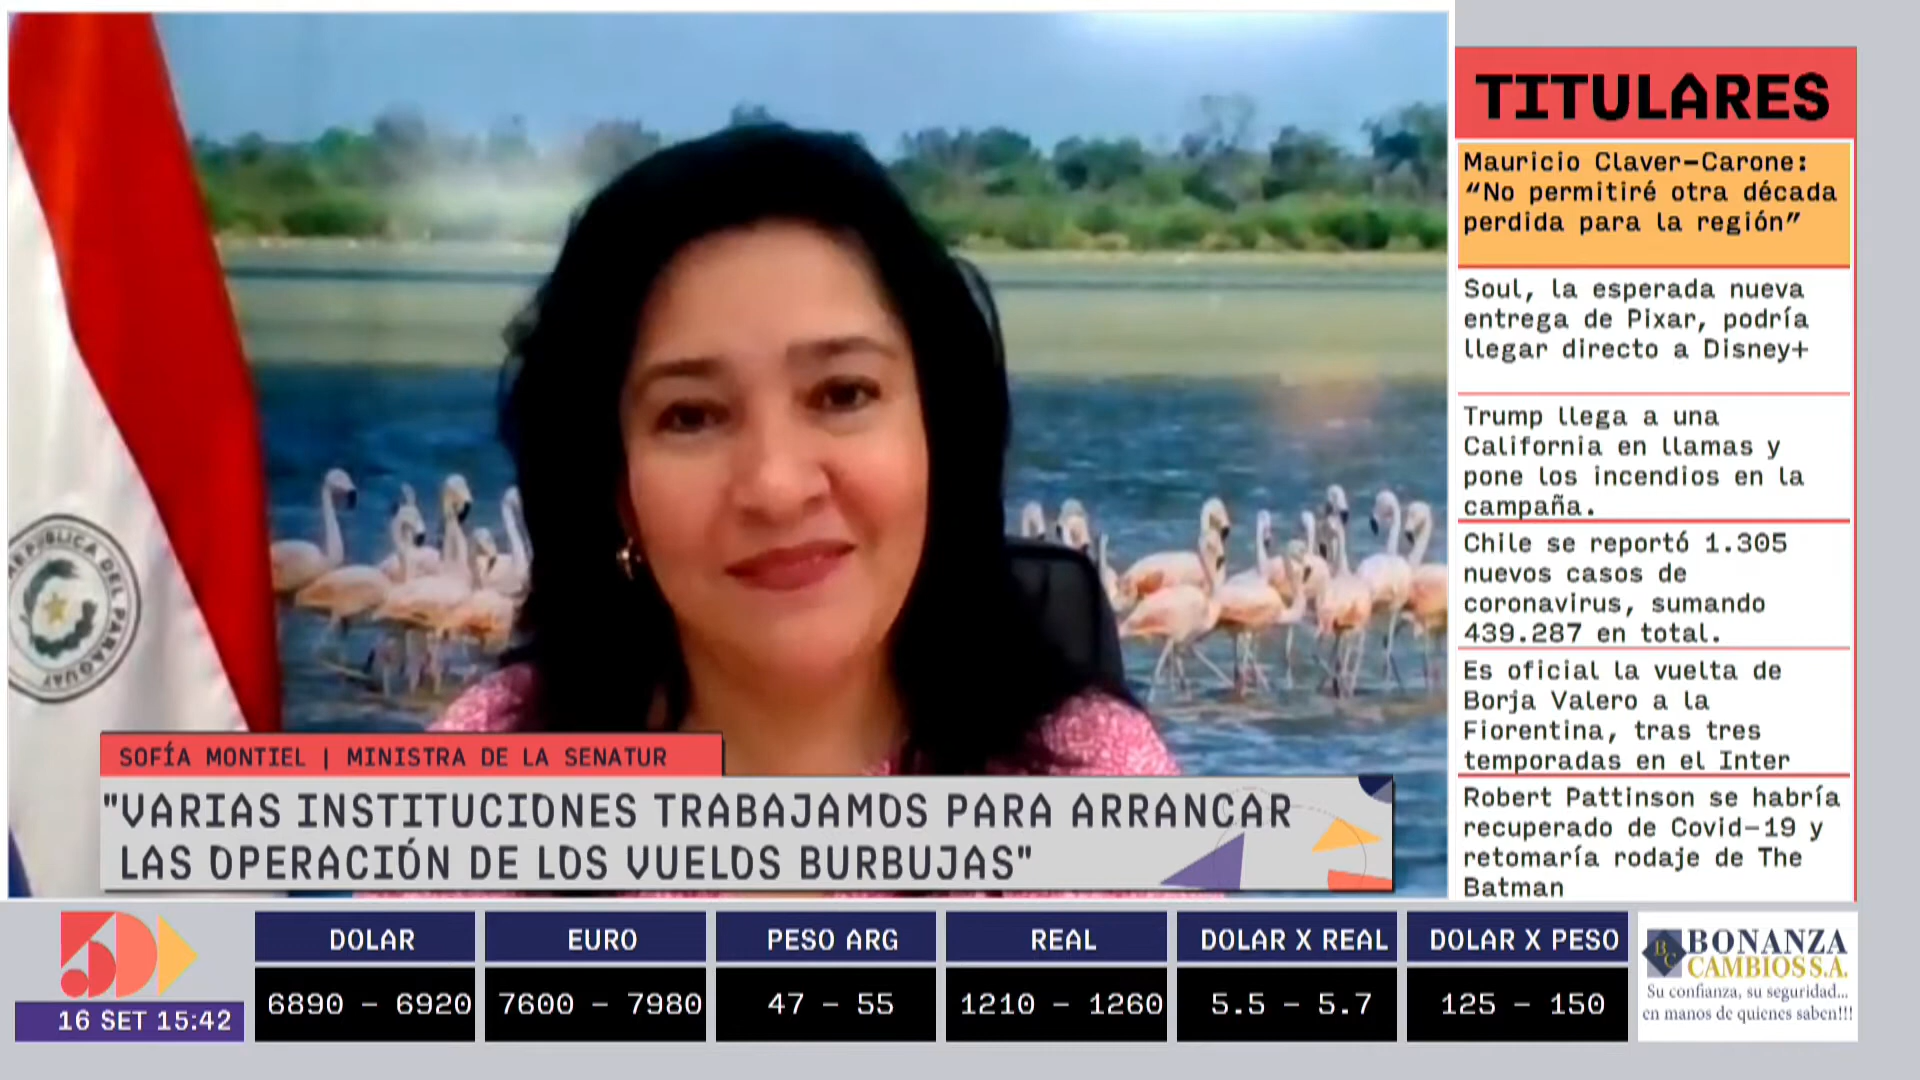 REPUBLICA DEL PARAGUAY
SOFÍA MONTIEL | MINISTRA DE LA SENATUR
"VARIAS INSTITUCIONES TRABAJAMOS PARA ARRANCAR
LAS OPERACIÓN DE LOS VUELOS BURBUJAS"
TITULARES
Mauricio Claver-Carone:
“No permitiré otra década
perdida para la región”
Soul, la esperada nueva
entrega de Pixar, podría
llegar directo a Disney+
Trump llega a una
California en llamas y
pone los incendios en la
campaña.
Chile se reportó 1.305
nuevos casos de
coronavirus, sumando
439.287 en total.
Es oficial la vuelta de
Borja Valero a la
Fiorentina, tras tres
temporadas en el Inter
Robert Pattinson se habría
recuperado de Covid-19 y
retomaría rodaje de The
Batman
5D
16 SET 15:42
DOLAR
6890 - 6920
EURO
7600 - 7980
PESO ARG
47 - 55
REAL
1210 - 1260
DOLAR X REAL
5.5 - 5.7
DOLAR X PESO
125 - 150
BC BONANZA
CAMBIOS S.A.
Su confianza, su seguridad...
en manos de quienes saben!!!